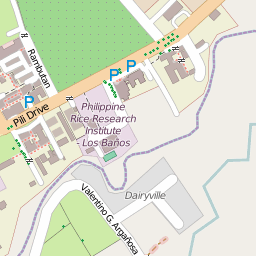 Rambutan
P
P
P
Pili Drive
Philippine
Rice Research
Institute
- Los Baños
Dairyville
Valentino G. Argañosa